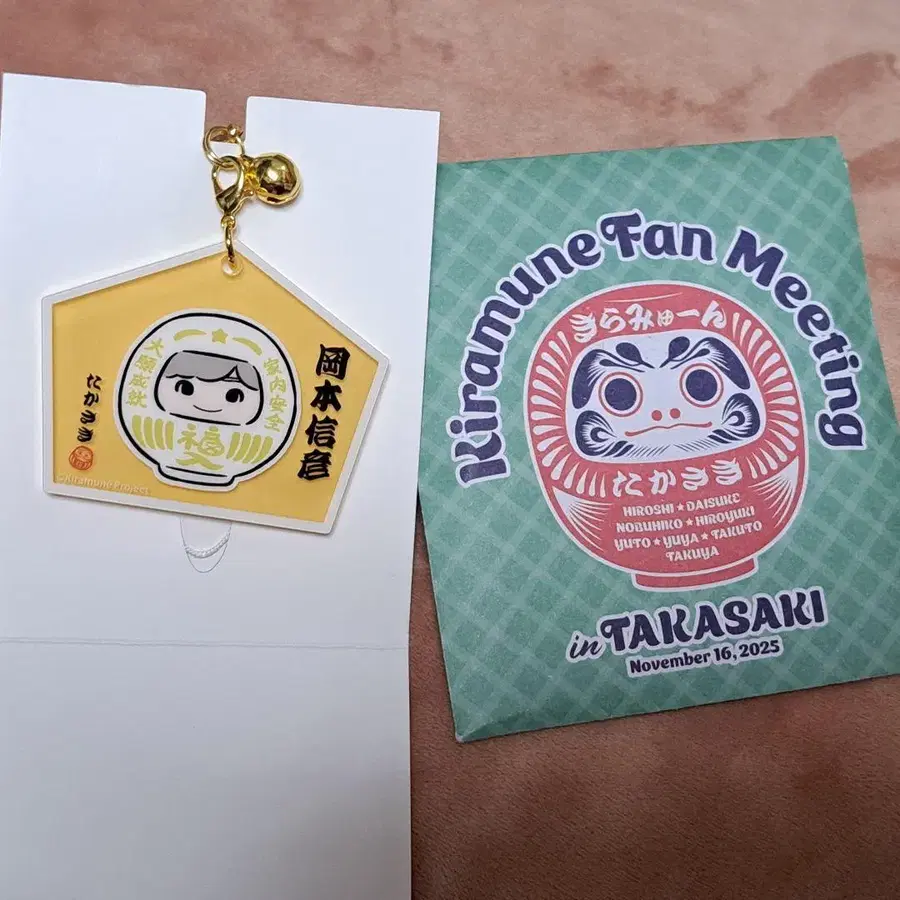 岡本信彦
家内安全
大願成就
福
たかさき
©Kiramune Project
Kiramune Fan Meeting
きらみゅーん
たかさき
HIROSHI★DAISUKE
NOBUHIKO★HIROYUKI
YUTO★YUYA★TAKUTO
TAKUYA
in TAKASAKI
November 16, 2025